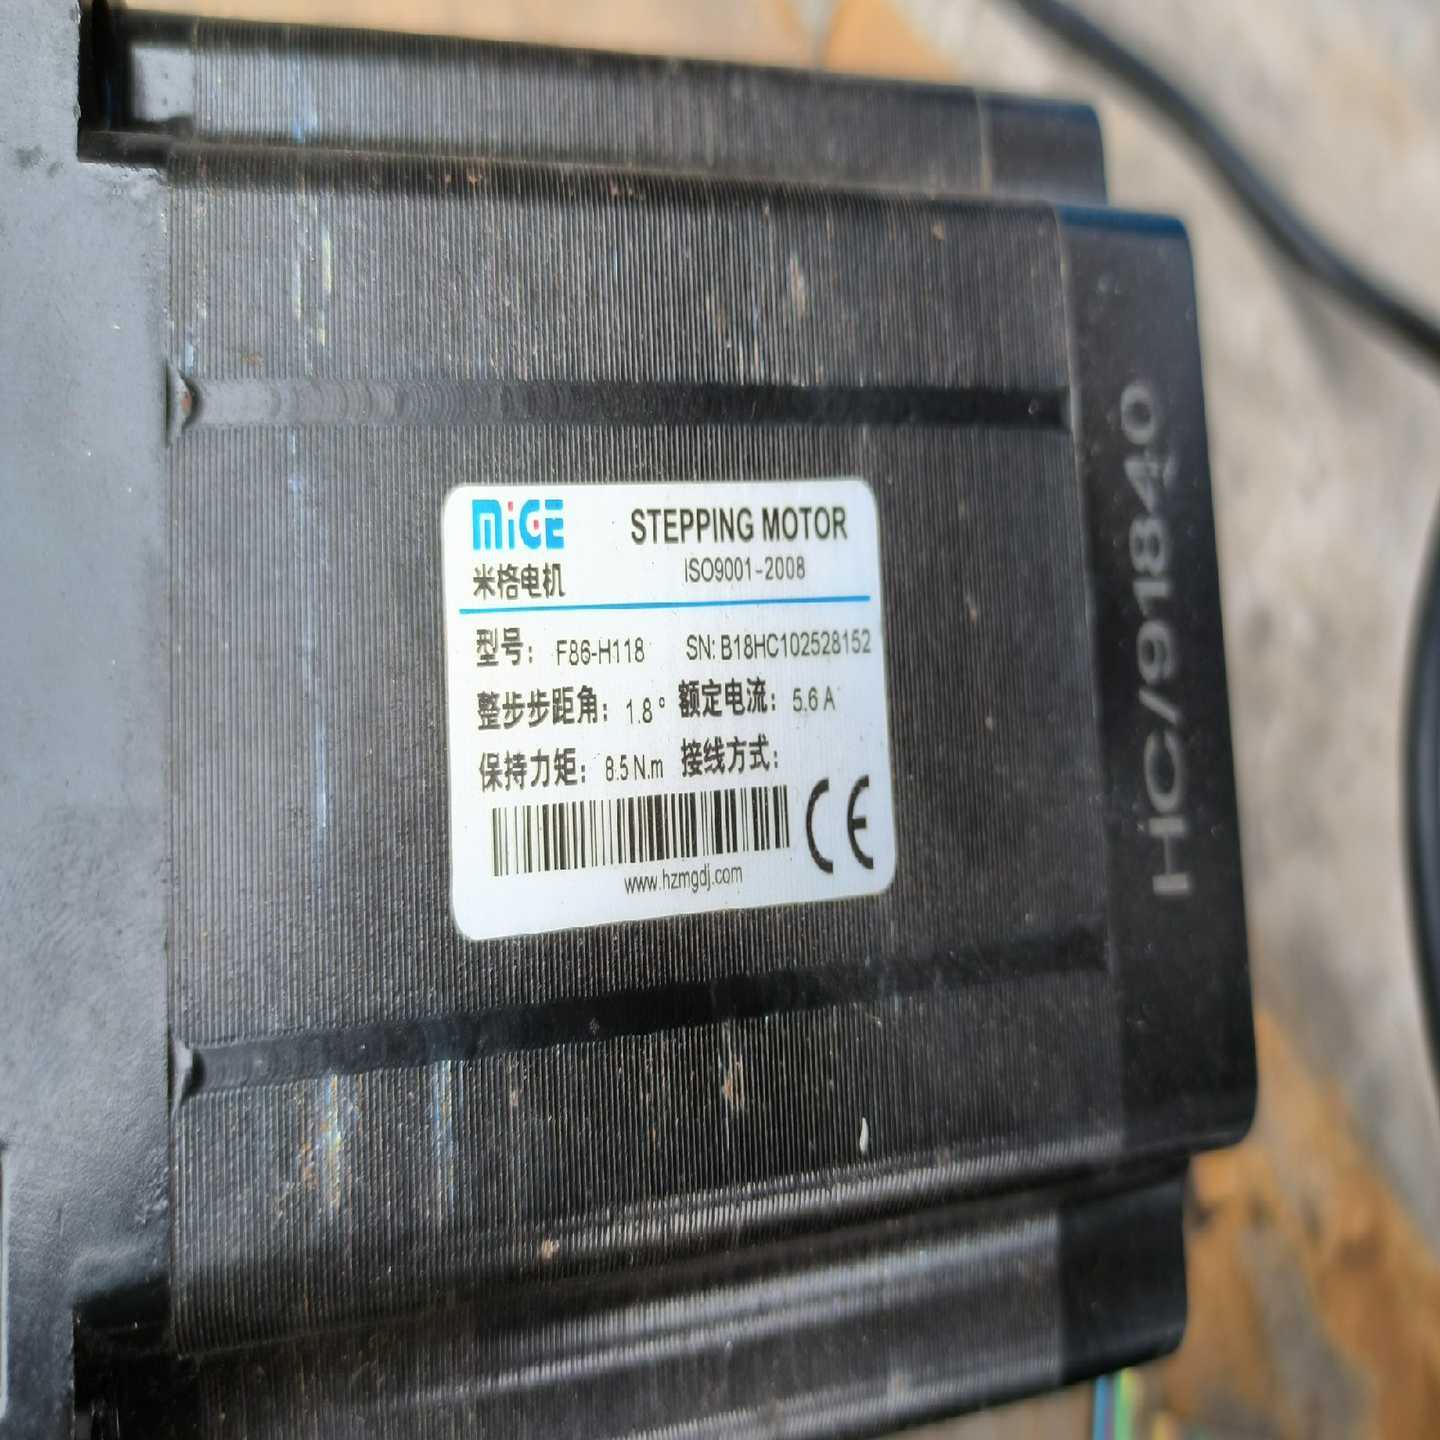 MIGE
米格电机
STEPPING MOTOR
ISO9001-2008
型号: F86-H118 SN: B18HC102528152
整步步距角: 1.8° 额定电流: 5.6 A
保持力矩: 8.5 N.m 接线方式:
CE
www.hzmgdj.com
HC/91840